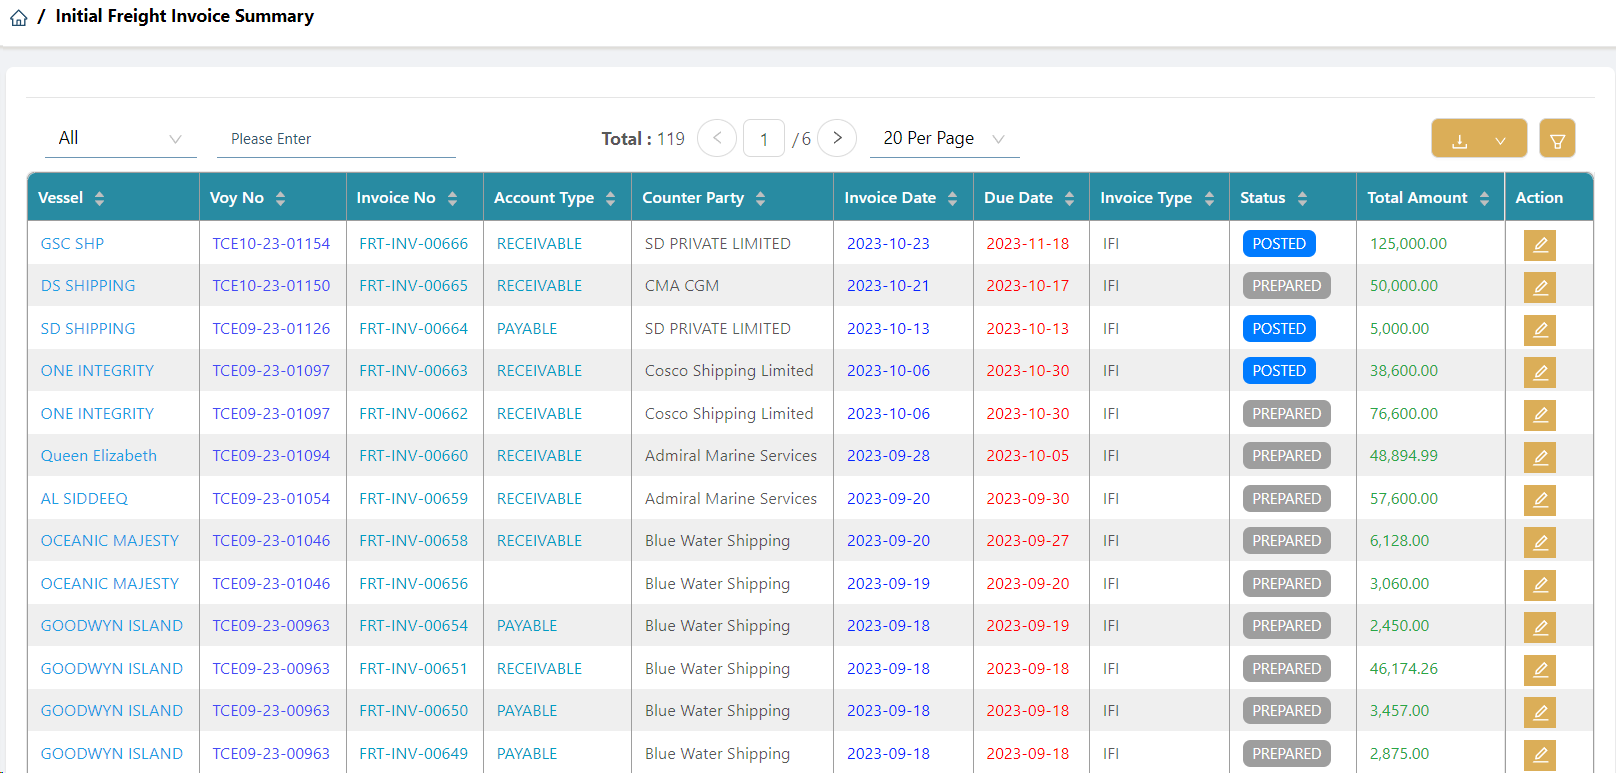 / Initial Freight Invoice Summary
All Please Enter Total : 119 1 /6 20 Per Page
Vessel Voy No Invoice No Account Type Counter Party Invoice Date Due Date Invoice Type Status Total Amount Action
GSC SHP TCE10-23-01154 FRT-INV-00666 RECEIVABLE SD PRIVATE LIMITED 2023-10-23 2023-11-18 IFI POSTED 125,000.00
DS SHIPPING TCE10-23-01150 FRT-INV-00665 RECEIVABLE CMA CGM 2023-10-21 2023-10-17 IFI PREPARED 50,000.00
SD SHIPPING TCE09-23-01126 FRT-INV-00664 PAYABLE SD PRIVATE LIMITED 2023-10-13 2023-10-13 IFI POSTED 5,000.00
ONE INTEGRITY TCE09-23-01097 FRT-INV-00663 RECEIVABLE Cosco Shipping Limited 2023-10-06 2023-10-30 IFI POSTED 38,600.00
ONE INTEGRITY TCE09-23-01097 FRT-INV-00662 RECEIVABLE Cosco Shipping Limited 2023-10-06 2023-10-30 IFI PREPARED 76,600.00
Queen Elizabeth TCE09-23-01094 FRT-INV-00660 RECEIVABLE Admiral Marine Services 2023-09-28 2023-10-05 IFI PREPARED 48,894.99
AL SIDDEEQ TCE09-23-01054 FRT-INV-00659 RECEIVABLE Admiral Marine Services 2023-09-20 2023-09-30 IFI PREPARED 57,600.00
OCEANIC MAJESTY TCE09-23-01046 FRT-INV-00658 RECEIVABLE Blue Water Shipping 2023-09-20 2023-09-27 IFI PREPARED 6,128.00
OCEANIC MAJESTY TCE09-23-01046 FRT-INV-00656 Blue Water Shipping 2023-09-19 2023-09-20 IFI PREPARED 3,060.00
GOODWYN ISLAND TCE09-23-00963 FRT-INV-00654 PAYABLE Blue Water Shipping 2023-09-18 2023-09-19 IFI PREPARED 2,450.00
GOODWYN ISLAND TCE09-23-00963 FRT-INV-00651 RECEIVABLE Blue Water Shipping 2023-09-18 2023-09-18 IFI PREPARED 46,174.26
GOODWYN ISLAND TCE09-23-00963 FRT-INV-00650 PAYABLE Blue Water Shipping 2023-09-18 2023-09-18 IFI PREPARED 3,457.00
GOODWYN ISLAND TCE09-23-00963 FRT-INV-00649 PAYABLE Blue Water Shipping 2023-09-18 2023-09-18 IFI PREPARED 2,875.00